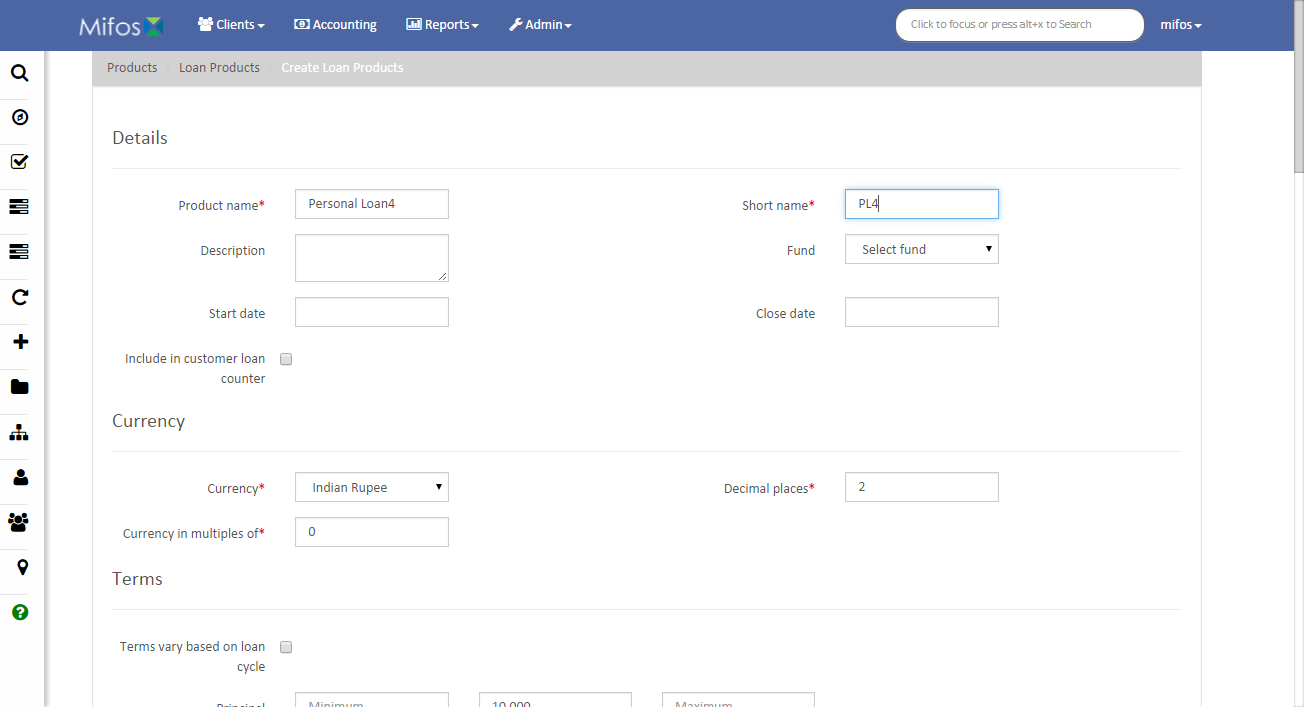 Mifos Clients Accounting Reports Admin Click to focus or press alt+x to Search mifos
Products / Loan Products / Create Loan Products
Details
Product name* Personal Loan4 Short name* PL4
Description Fund Select fund
Start date Close date
Include in customer loan
counter
Currency
Currency* Indian Rupee Decimal places* 2
Currency in multiples of* 0
Terms
Terms vary based on loan
cycle
Principal Minimum 10,000 Maximum